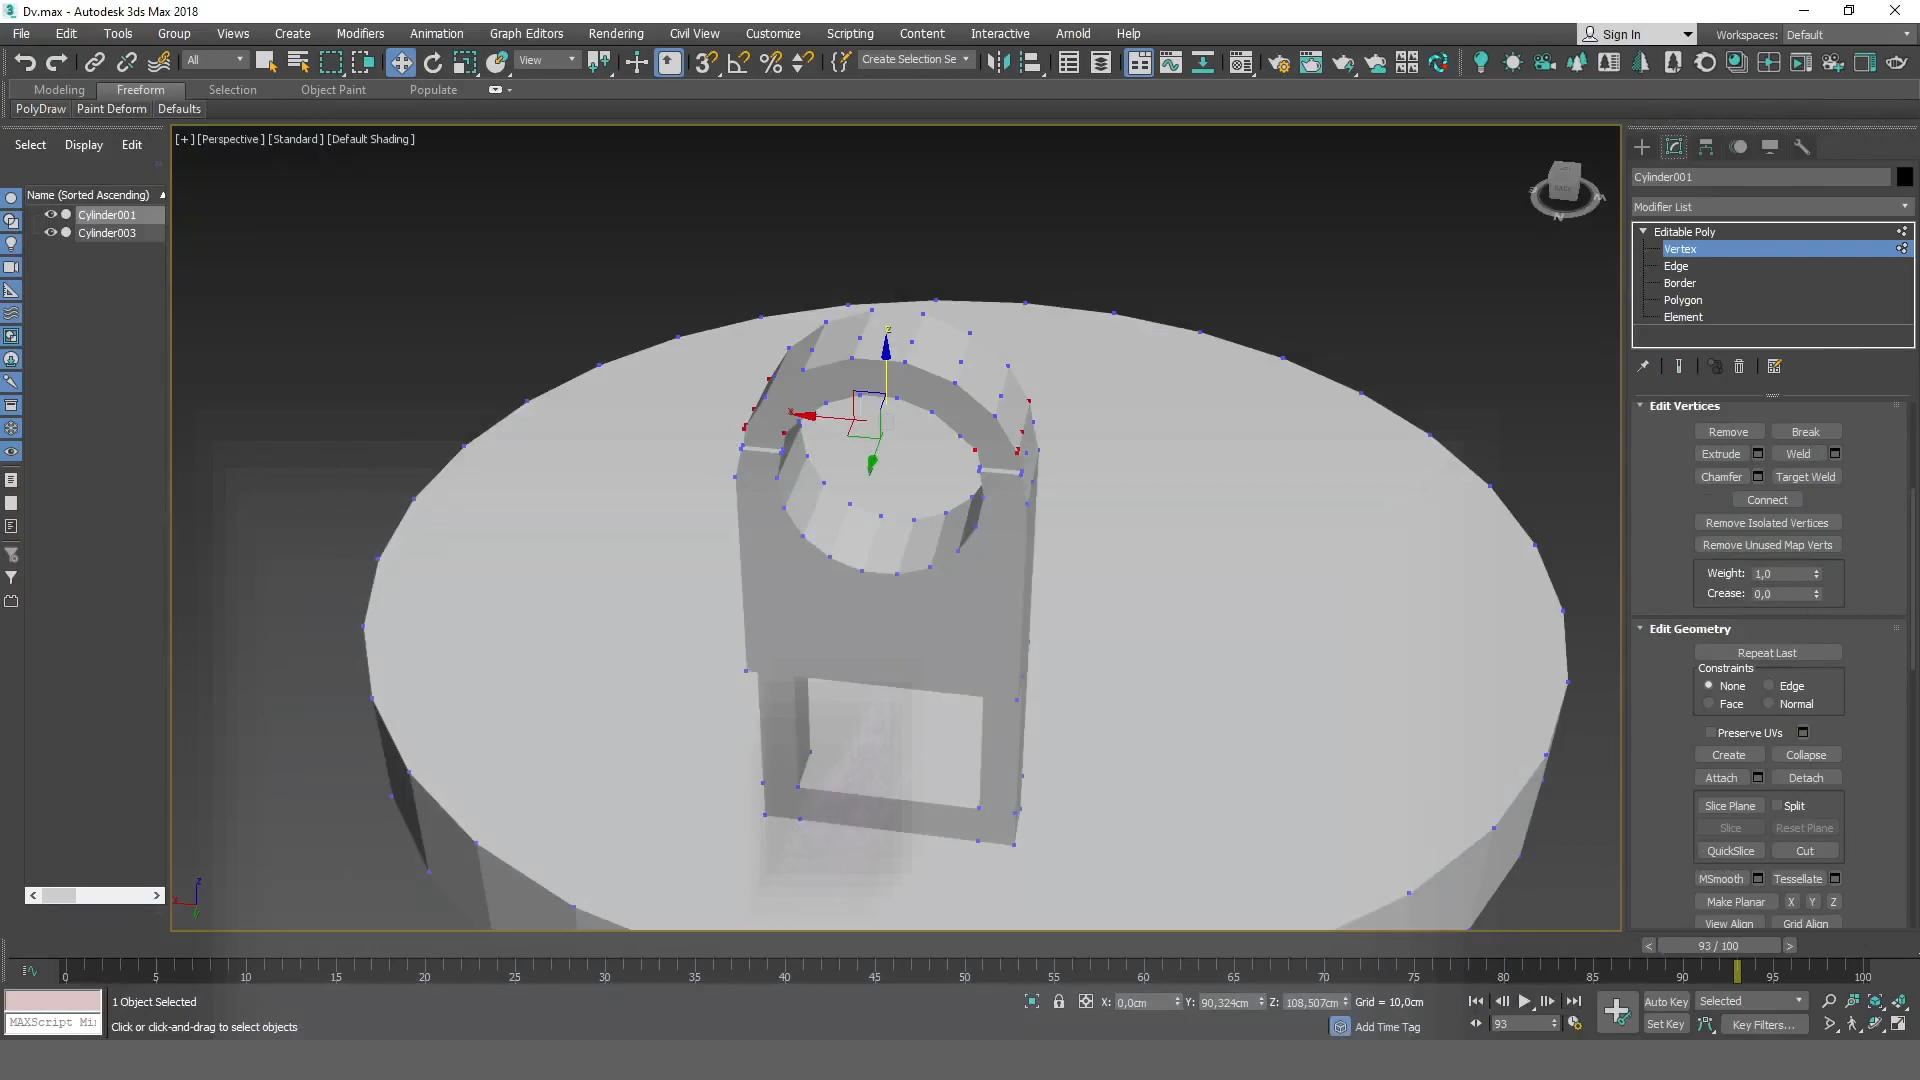 Dv.max - Autodesk 3ds Max 2018
File Edit Tools Group Views Create Modifiers Animation Graph Editors Rendering Civil View Customize Scripting Content Interactive Arnold Help
Sign In Workspaces: Default
All View Create Selection Se
Modeling Freeform Selection Object Paint Populate
PolyDraw Paint Deform Defaults
Select Display Edit
[+] [Perspective] [Standard] [Default Shading]
Name (Sorted Ascending)
Cylinder001
Cylinder003
Cylinder001
Modifier List
Editable Poly
Vertex
Edge
Border
Polygon
Element
Edit Vertices
Remove Break
Extrude Weld
Chamfer Target Weld
Connect
Remove Isolated Vertices
Remove Unused Map Verts
Weight: 1,0
Crease: 0,0
Edit Geometry
Repeat Last
Constraints
None Edge
Face Normal
Preserve UVs
Create Collapse
Attach Detach
Slice Plane Split
Slice Reset Plane
QuickSlice Cut
MSmooth Tessellate
Make Planar X Y Z
View Align Grid Align
< 93 / 100 >
0 5 10 15 20 25 30 35 40 45 50 55 60 65 70 75 80 85 90 95 100
1 Object Selected
X: 0,0cm Y: 90,324cm Z: 108,507cm Grid = 10,0cm
Auto Key Selected
MAXScript Mi
Click or click-and-drag to select objects
Add Time Tag
93
Set Key Key Filters...